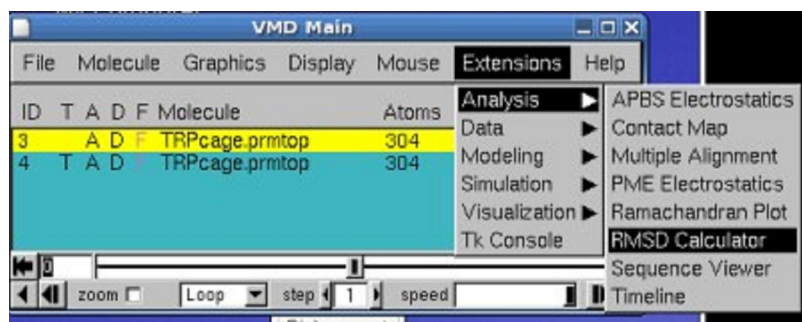 VMD Main
File Molecule Graphics Display Mouse Extensions Help
ID T A D F Molecule Atoms
3 A D F TRPcage.prmtop 304
4 T A D F TRPcage.prmtop 304
Analysis
Data
Modeling
Simulation
Visualization
Tk Console
APBS Electrostatics
Contact Map
Multiple Alignment
PME Electrostatics
Ramachandran Plot
RMSD Calculator
Sequence Viewer
Timeline
0
zoom Loop step 1 speed